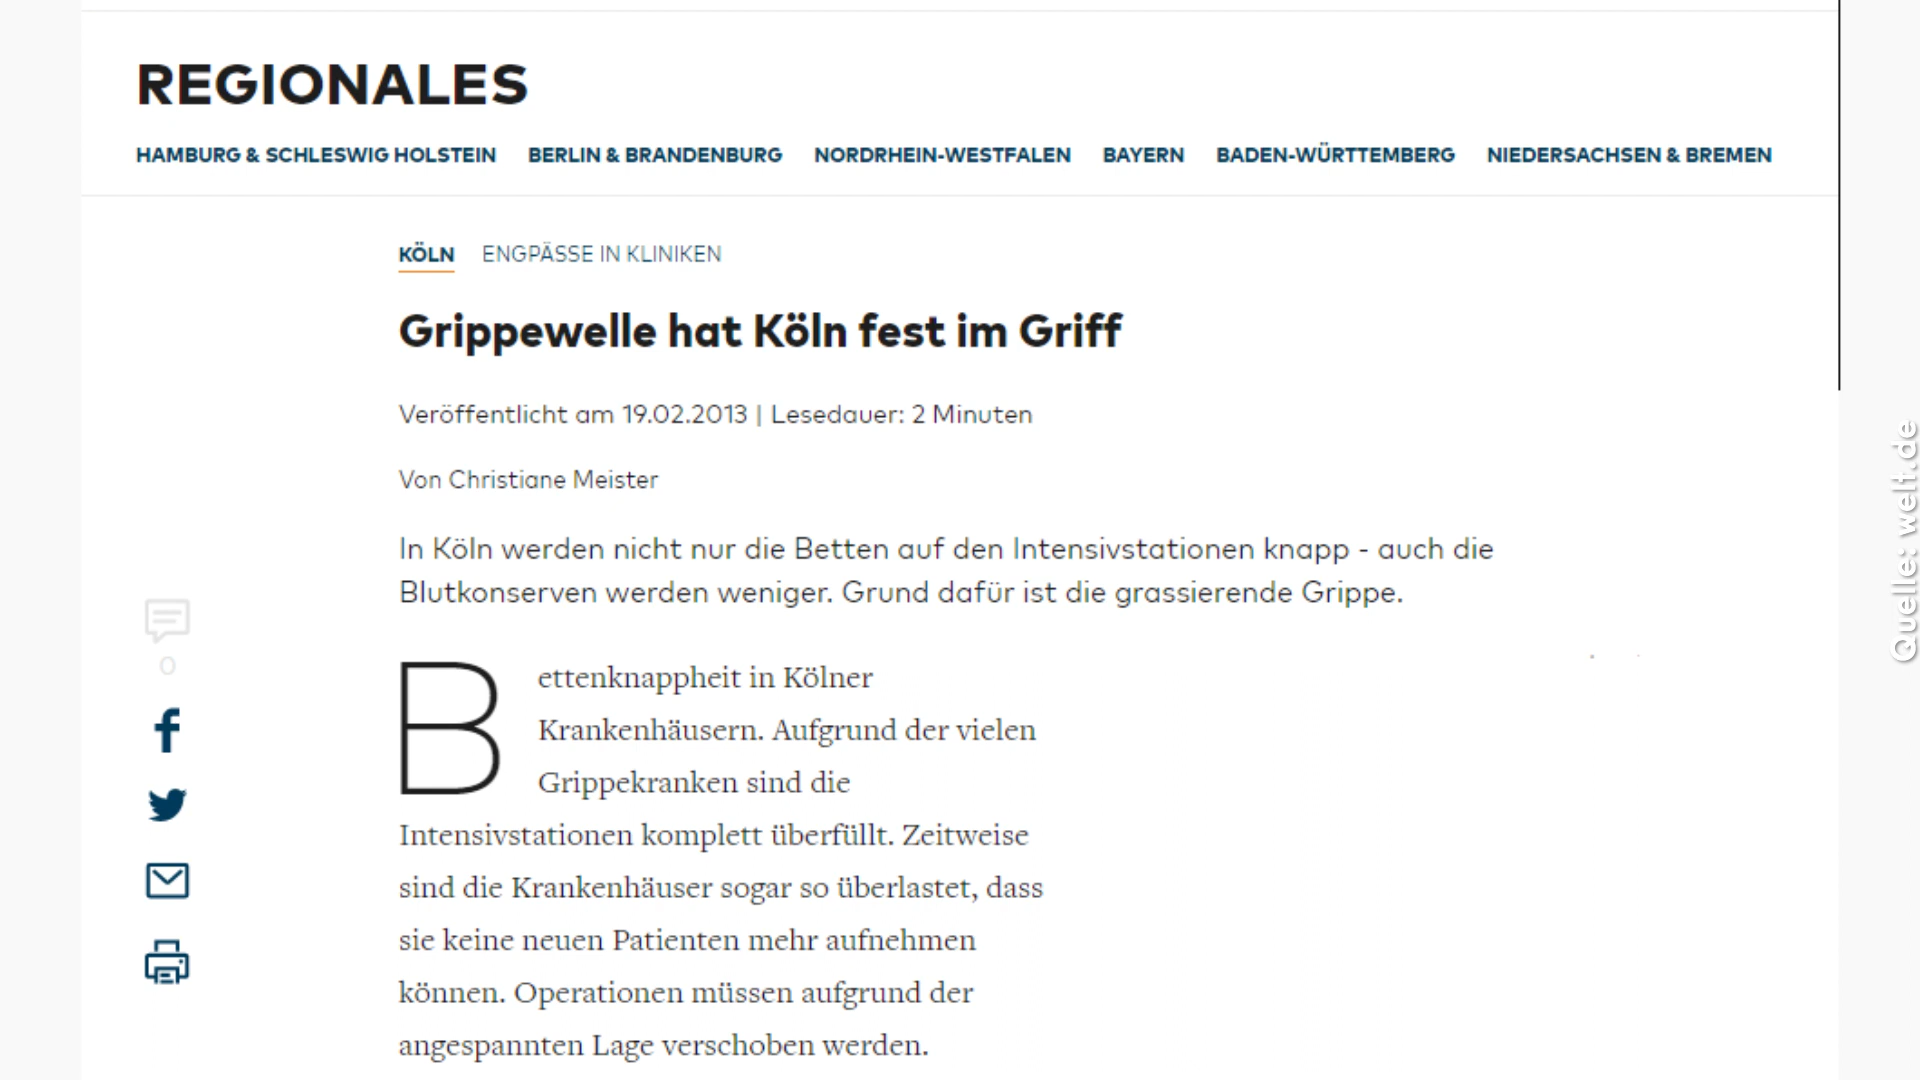 REGIONALES
HAMBURG & SCHLESWIG HOLSTEIN BERLIN & BRANDENBURG NORDRHEIN-WESTFALEN BAYERN BADEN-WÜRTTEMBERG NIEDERSACHSEN & BREMEN
KÖLN ENGPÄSSE IN KLINIKEN
Grippewelle hat Köln fest im Griff
Veröffentlicht am 19.02.2013 | Lesedauer: 2 Minuten
Von Christiane Meister
In Köln werden nicht nur die Betten auf den Intensivstationen knapp - auch die
Blutkonserven werden weniger. Grund dafür ist die grassierende Grippe.
0
Bettenknappheit in Kölner
Krankenhäusern. Aufgrund der vielen
Grippekranken sind die
Intensivstationen komplett überfüllt. Zeitweise
sind die Krankenhäuser sogar so überlastet, dass
sie keine neuen Patienten mehr aufnehmen
können. Operationen müssen aufgrund der
angespannten Lage verschoben werden.
Quelle: welt.de